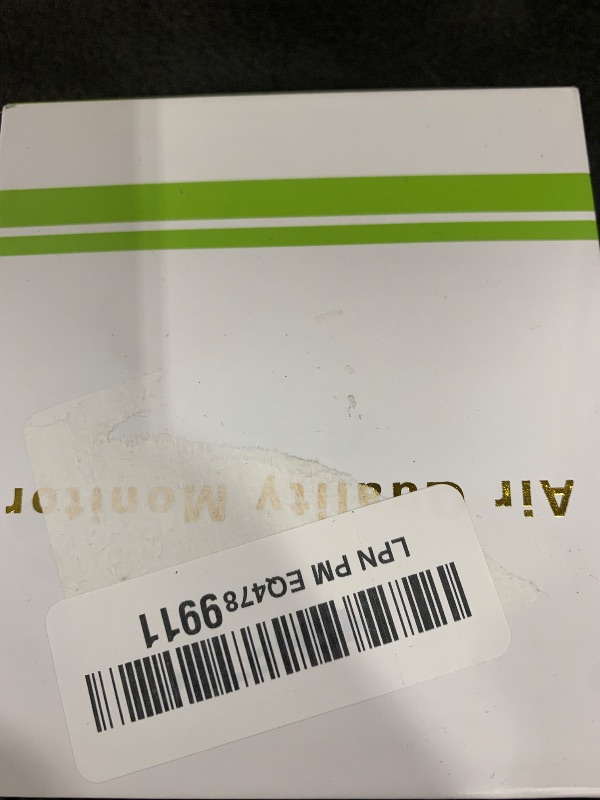 Air Quality Monitor
LPN PM EQ4789911